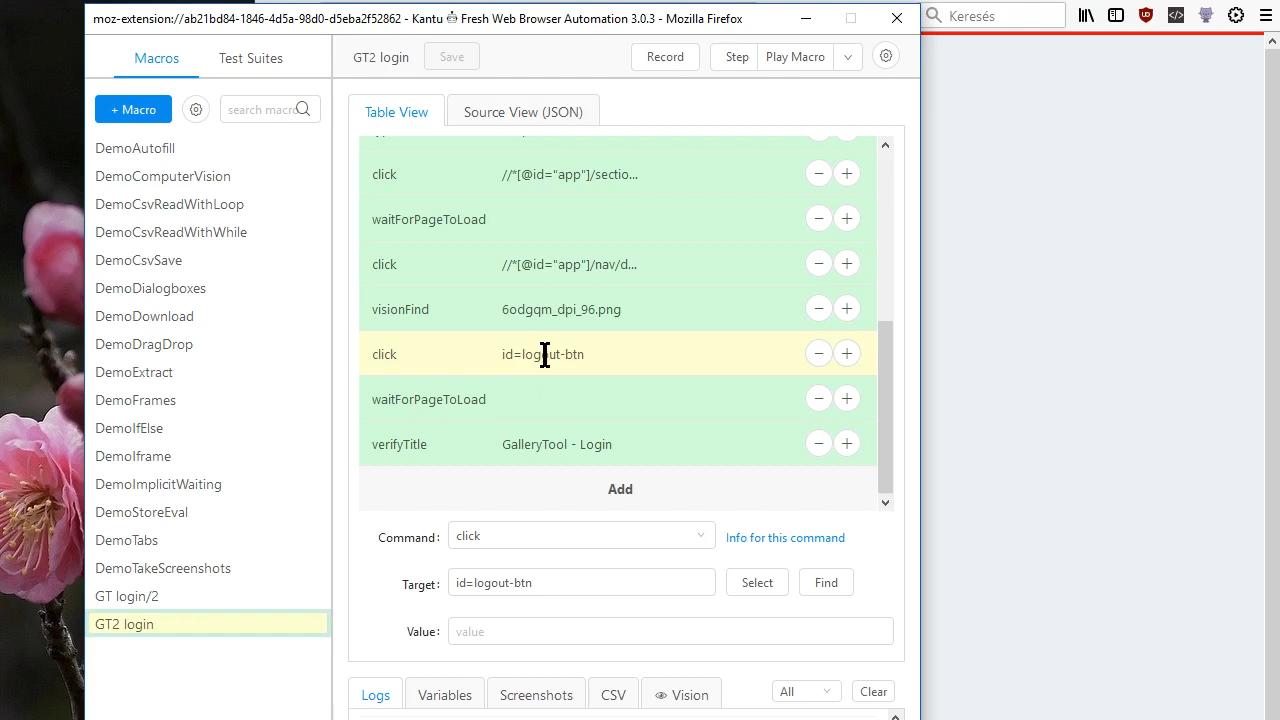 moz-extension://ab21bd84-1846-4d5a-98d0-d5eba2f52862 - Kantu Fresh Web Browser Automation 3.0.3 - Mozilla Firefox
Keresés
Macros
Test Suites
GT2 login
Save
Record
Step
Play Macro
+ Macro
search macro
Table View
Source View (JSON)
DemoAutofill
DemoComputerVision
DemoCsvReadWithLoop
DemoCsvReadWithWhile
DemoCsvSave
DemoDialogboxes
DemoDownload
DemoDragDrop
DemoExtract
DemoFrames
DemoIfElse
DemoIframe
DemoImplicitWaiting
DemoStoreEval
DemoTabs
DemoTakeScreenshots
GT login/2
GT2 login
click //*[@id="app"]/sectio...
waitForPageToLoad
click //*[@id="app"]/nav/d...
visionFind 6odgqm_dpi_96.png
click id=logout-btn
waitForPageToLoad
verifyTitle GalleryTool - Login
Add
Command: click Info for this command
Target: id=logout-btn Select Find
Value: value
Logs
Variables
Screenshots
CSV
Vision
All
Clear